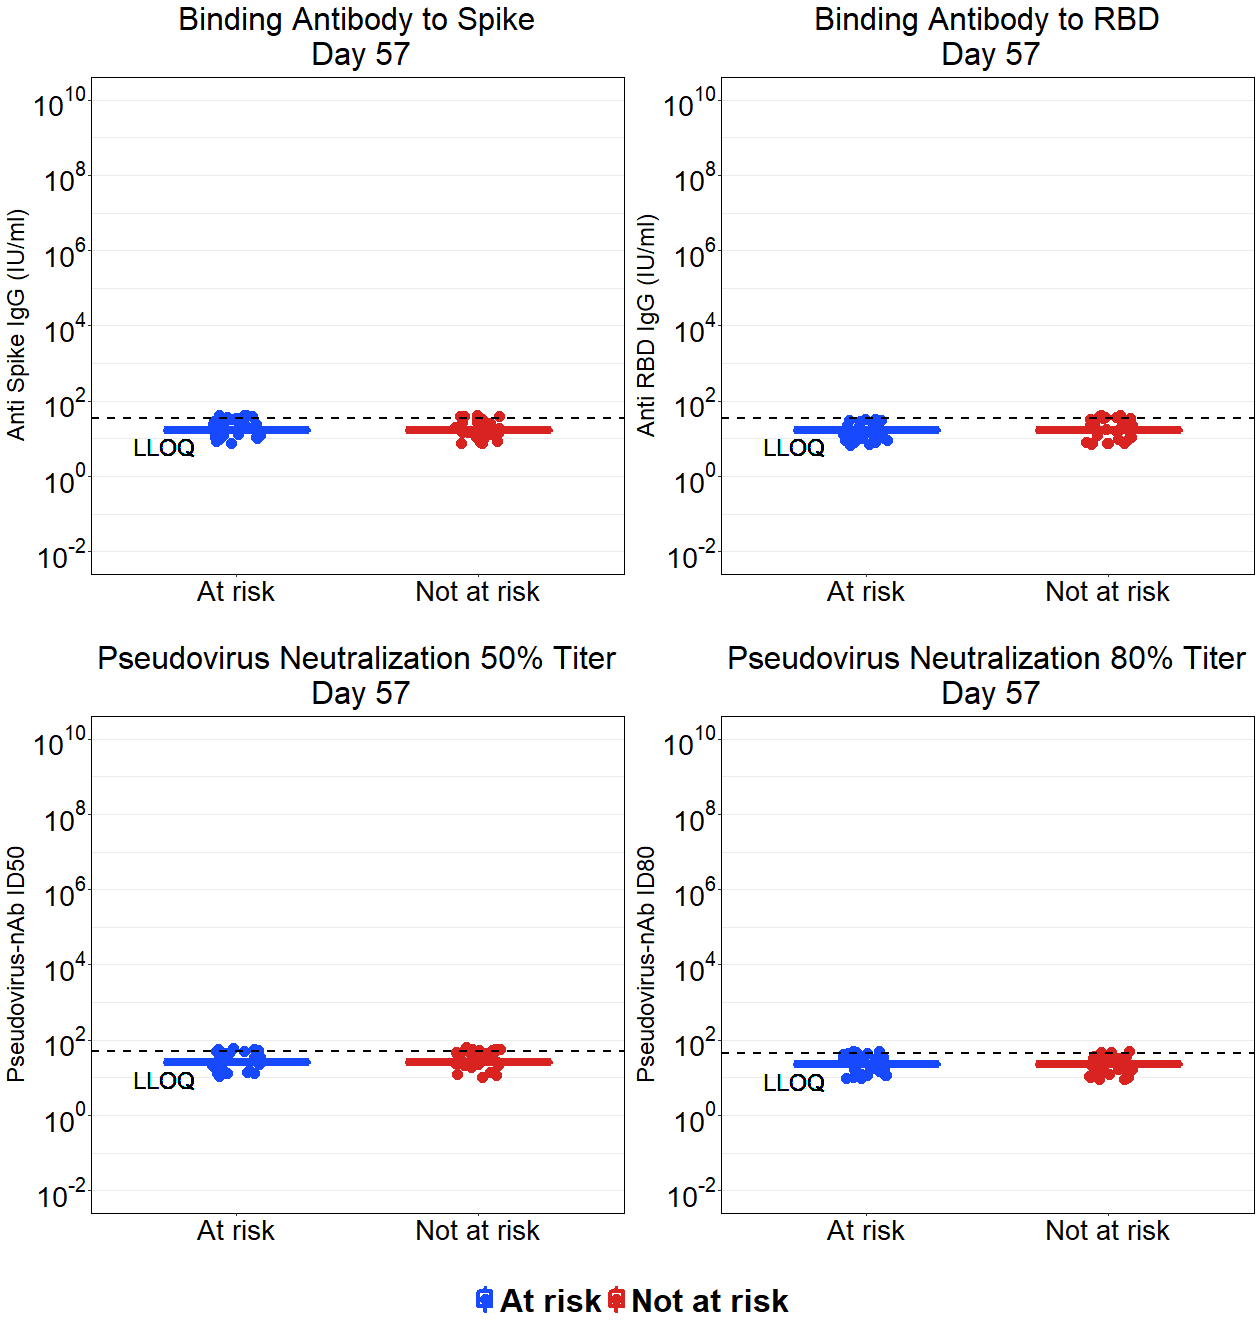 Binding Antibody to Spike
Day 57
Anti Spike IgG (IU/ml)
10^10
10^8
10^6
10^4
10^2
10^0
10^-2
LLOQ
At risk
Not at risk
Binding Antibody to RBD
Day 57
Anti RBD IgG (IU/ml)
10^10
10^8
10^6
10^4
10^2
10^0
10^-2
LLOQ
At risk
Not at risk
Pseudovirus Neutralization 50% Titer
Day 57
Pseudovirus-nAb ID50
10^10
10^8
10^6
10^4
10^2
10^0
10^-2
LLOQ
At risk
Not at risk
Pseudovirus Neutralization 80% Titer
Day 57
Pseudovirus-nAb ID80
10^10
10^8
10^6
10^4
10^2
10^0
10^-2
LLOQ
At risk
Not at risk
At risk Not at risk